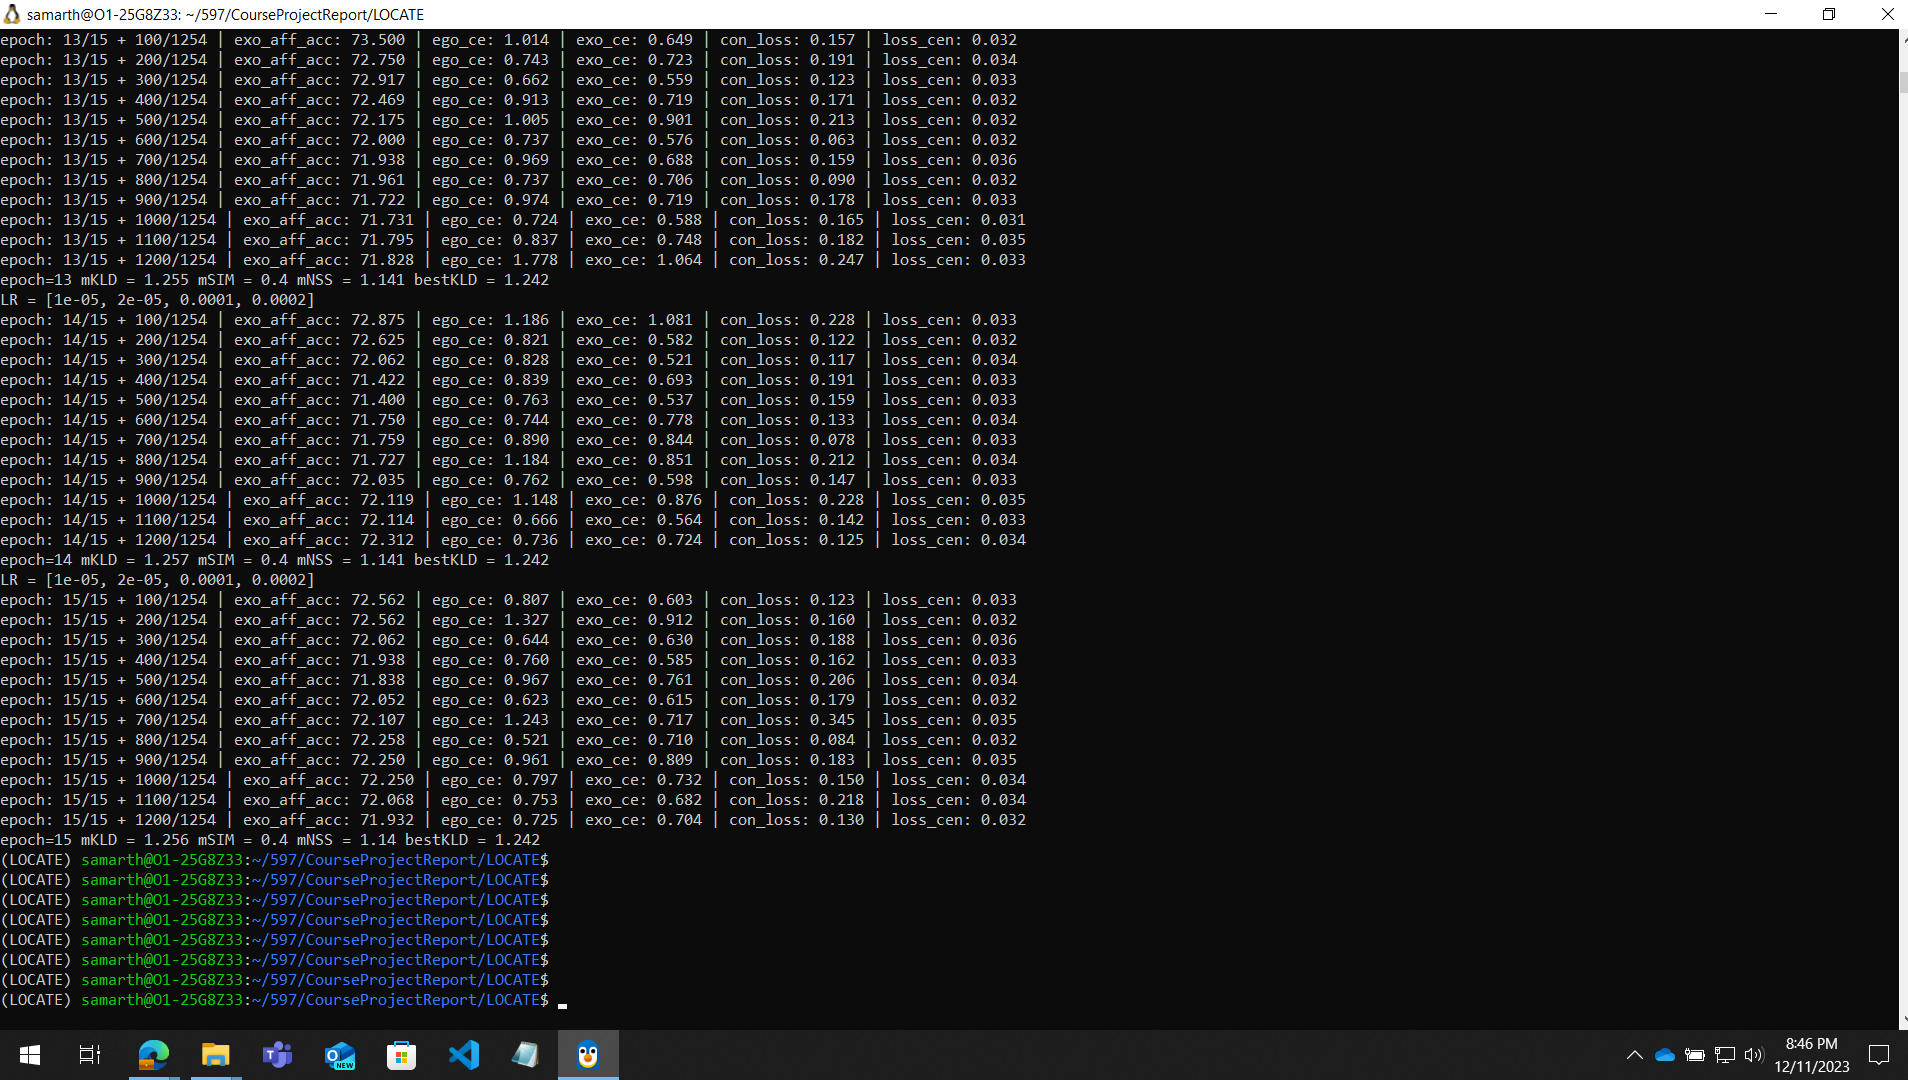 samarth@O1-25G8Z33: ~/597/CourseProjectReport/LOCATE
epoch: 13/15 + 100/1254 | exo_aff_acc: 73.500 | ego_ce: 1.014 | exo_ce: 0.649 | con_loss: 0.157 | loss_cen: 0.032
epoch: 13/15 + 200/1254 | exo_aff_acc: 72.750 | ego_ce: 0.743 | exo_ce: 0.723 | con_loss: 0.191 | loss_cen: 0.034
epoch: 13/15 + 300/1254 | exo_aff_acc: 72.917 | ego_ce: 0.662 | exo_ce: 0.559 | con_loss: 0.123 | loss_cen: 0.033
epoch: 13/15 + 400/1254 | exo_aff_acc: 72.469 | ego_ce: 0.913 | exo_ce: 0.719 | con_loss: 0.171 | loss_cen: 0.032
epoch: 13/15 + 500/1254 | exo_aff_acc: 72.175 | ego_ce: 1.005 | exo_ce: 0.901 | con_loss: 0.213 | loss_cen: 0.032
epoch: 13/15 + 600/1254 | exo_aff_acc: 72.000 | ego_ce: 0.737 | exo_ce: 0.576 | con_loss: 0.063 | loss_cen: 0.032
epoch: 13/15 + 700/1254 | exo_aff_acc: 71.938 | ego_ce: 0.969 | exo_ce: 0.688 | con_loss: 0.159 | loss_cen: 0.036
epoch: 13/15 + 800/1254 | exo_aff_acc: 71.961 | ego_ce: 0.737 | exo_ce: 0.706 | con_loss: 0.090 | loss_cen: 0.032
epoch: 13/15 + 900/1254 | exo_aff_acc: 71.722 | ego_ce: 0.974 | exo_ce: 0.719 | con_loss: 0.178 | loss_cen: 0.033
epoch: 13/15 + 1000/1254 | exo_aff_acc: 71.731 | ego_ce: 0.724 | exo_ce: 0.588 | con_loss: 0.165 | loss_cen: 0.031
epoch: 13/15 + 1100/1254 | exo_aff_acc: 71.795 | ego_ce: 0.837 | exo_ce: 0.748 | con_loss: 0.182 | loss_cen: 0.035
epoch: 13/15 + 1200/1254 | exo_aff_acc: 71.828 | ego_ce: 1.778 | exo_ce: 1.064 | con_loss: 0.247 | loss_cen: 0.033
epoch=13 mKLD = 1.255 mSIM = 0.4 mNSS = 1.141 bestKLD = 1.242
LR = [1e-05, 2e-05, 0.0001, 0.0002]
epoch: 14/15 + 100/1254 | exo_aff_acc: 72.875 | ego_ce: 1.186 | exo_ce: 1.081 | con_loss: 0.228 | loss_cen: 0.033
epoch: 14/15 + 200/1254 | exo_aff_acc: 72.625 | ego_ce: 0.821 | exo_ce: 0.582 | con_loss: 0.122 | loss_cen: 0.032
epoch: 14/15 + 300/1254 | exo_aff_acc: 72.062 | ego_ce: 0.828 | exo_ce: 0.521 | con_loss: 0.117 | loss_cen: 0.034
epoch: 14/15 + 400/1254 | exo_aff_acc: 71.422 | ego_ce: 0.839 | exo_ce: 0.693 | con_loss: 0.191 | loss_cen: 0.033
epoch: 14/15 + 500/1254 | exo_aff_acc: 71.400 | ego_ce: 0.763 | exo_ce: 0.537 | con_loss: 0.159 | loss_cen: 0.033
epoch: 14/15 + 600/1254 | exo_aff_acc: 71.750 | ego_ce: 0.744 | exo_ce: 0.778 | con_loss: 0.133 | loss_cen: 0.034
epoch: 14/15 + 700/1254 | exo_aff_acc: 71.759 | ego_ce: 0.890 | exo_ce: 0.844 | con_loss: 0.078 | loss_cen: 0.033
epoch: 14/15 + 800/1254 | exo_aff_acc: 71.727 | ego_ce: 1.184 | exo_ce: 0.851 | con_loss: 0.212 | loss_cen: 0.034
epoch: 14/15 + 900/1254 | exo_aff_acc: 72.035 | ego_ce: 0.762 | exo_ce: 0.598 | con_loss: 0.147 | loss_cen: 0.033
epoch: 14/15 + 1000/1254 | exo_aff_acc: 72.119 | ego_ce: 1.148 | exo_ce: 0.876 | con_loss: 0.228 | loss_cen: 0.035
epoch: 14/15 + 1100/1254 | exo_aff_acc: 72.114 | ego_ce: 0.666 | exo_ce: 0.564 | con_loss: 0.142 | loss_cen: 0.033
epoch: 14/15 + 1200/1254 | exo_aff_acc: 72.312 | ego_ce: 0.736 | exo_ce: 0.724 | con_loss: 0.125 | loss_cen: 0.034
epoch=14 mKLD = 1.257 mSIM = 0.4 mNSS = 1.141 bestKLD = 1.242
LR = [1e-05, 2e-05, 0.0001, 0.0002]
epoch: 15/15 + 100/1254 | exo_aff_acc: 72.562 | ego_ce: 0.807 | exo_ce: 0.603 | con_loss: 0.123 | loss_cen: 0.033
epoch: 15/15 + 200/1254 | exo_aff_acc: 72.562 | ego_ce: 1.327 | exo_ce: 0.912 | con_loss: 0.160 | loss_cen: 0.032
epoch: 15/15 + 300/1254 | exo_aff_acc: 72.062 | ego_ce: 0.644 | exo_ce: 0.630 | con_loss: 0.188 | loss_cen: 0.036
epoch: 15/15 + 400/1254 | exo_aff_acc: 71.938 | ego_ce: 0.760 | exo_ce: 0.585 | con_loss: 0.162 | loss_cen: 0.033
epoch: 15/15 + 500/1254 | exo_aff_acc: 71.838 | ego_ce: 0.967 | exo_ce: 0.761 | con_loss: 0.206 | loss_cen: 0.034
epoch: 15/15 + 600/1254 | exo_aff_acc: 72.052 | ego_ce: 0.623 | exo_ce: 0.615 | con_loss: 0.179 | loss_cen: 0.032
epoch: 15/15 + 700/1254 | exo_aff_acc: 72.107 | ego_ce: 1.243 | exo_ce: 0.717 | con_loss: 0.345 | loss_cen: 0.035
epoch: 15/15 + 800/1254 | exo_aff_acc: 72.258 | ego_ce: 0.521 | exo_ce: 0.710 | con_loss: 0.084 | loss_cen: 0.032
epoch: 15/15 + 900/1254 | exo_aff_acc: 72.250 | ego_ce: 0.961 | exo_ce: 0.809 | con_loss: 0.183 | loss_cen: 0.035
epoch: 15/15 + 1000/1254 | exo_aff_acc: 72.250 | ego_ce: 0.797 | exo_ce: 0.732 | con_loss: 0.150 | loss_cen: 0.034
epoch: 15/15 + 1100/1254 | exo_aff_acc: 72.068 | ego_ce: 0.753 | exo_ce: 0.682 | con_loss: 0.218 | loss_cen: 0.034
epoch: 15/15 + 1200/1254 | exo_aff_acc: 71.932 | ego_ce: 0.725 | exo_ce: 0.704 | con_loss: 0.130 | loss_cen: 0.032
epoch=15 mKLD = 1.256 mSIM = 0.4 mNSS = 1.14 bestKLD = 1.242
(LOCATE) samarth@O1-25G8Z33:~/597/CourseProjectReport/LOCATE$
(LOCATE) samarth@O1-25G8Z33:~/597/CourseProjectReport/LOCATE$
(LOCATE) samarth@O1-25G8Z33:~/597/CourseProjectReport/LOCATE$
(LOCATE) samarth@O1-25G8Z33:~/597/CourseProjectReport/LOCATE$
(LOCATE) samarth@O1-25G8Z33:~/597/CourseProjectReport/LOCATE$
(LOCATE) samarth@O1-25G8Z33:~/597/CourseProjectReport/LOCATE$
(LOCATE) samarth@O1-25G8Z33:~/597/CourseProjectReport/LOCATE$
(LOCATE) samarth@O1-25G8Z33:~/597/CourseProjectReport/LOCATE$
NEW
8:46 PM
12/11/2023